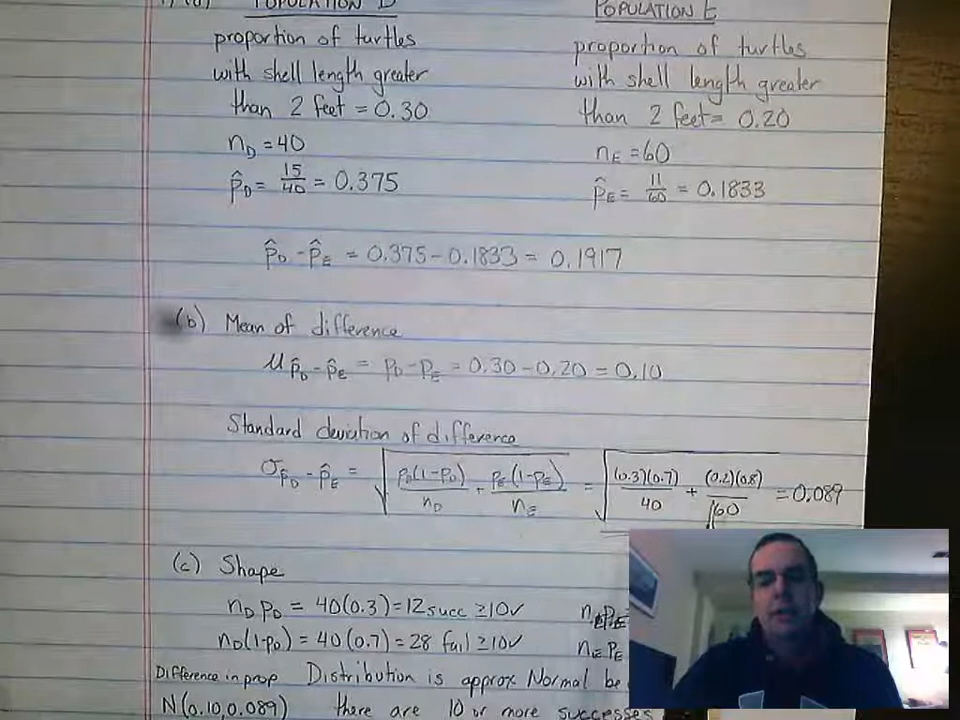 POPULATION D
POPULATION E
proportion of turtles
with shell length greater
than 2 feet = 0.30
n_D = 40
p̂_D = 15/40 = 0.375
proportion of turtles
with shell length greater
than 2 feet = 0.20
n_E = 60
p̂_E = 11/60 = 0.1833
p̂_D - p̂_E = 0.375 - 0.1833 = 0.1917
(b) Mean of difference
μ p̂_D - p̂_E = p_D - p_E = 0.30 - 0.20 = 0.10
Standard deviation of difference
σ p̂_D - p̂_E = √(p_D(1-p_D)/n_D + p_E(1-p_E)/n_E) = √((0.3)(0.7)/40 + (0.2)(0.8)/60) = 0.089
(c) Shape
n_D p_D = 40(0.3) = 12 succ ≥ 10 ✓
n_D(1-p_D) = 40(0.7) = 28 fail ≥ 10 ✓
n_E p_E =
n_E p_E
Difference in prop Distribution is approx Normal be
N(0.10, 0.089) there are 10 or more successes